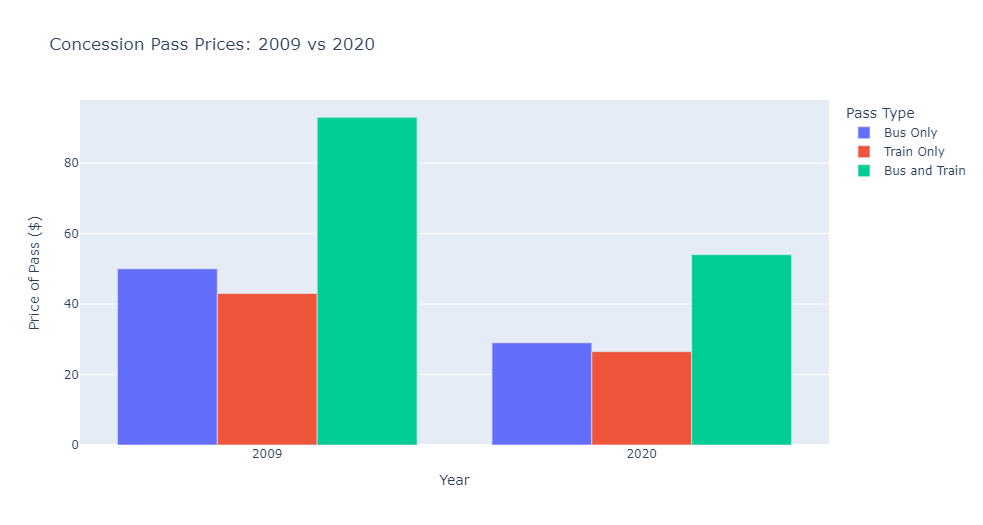 Concession Pass Prices: 2009 vs 2020
Pass Type
Bus Only
Train Only
Bus and Train
Price of Pass ($)
80
60
40
20
0
2009 2020
Year